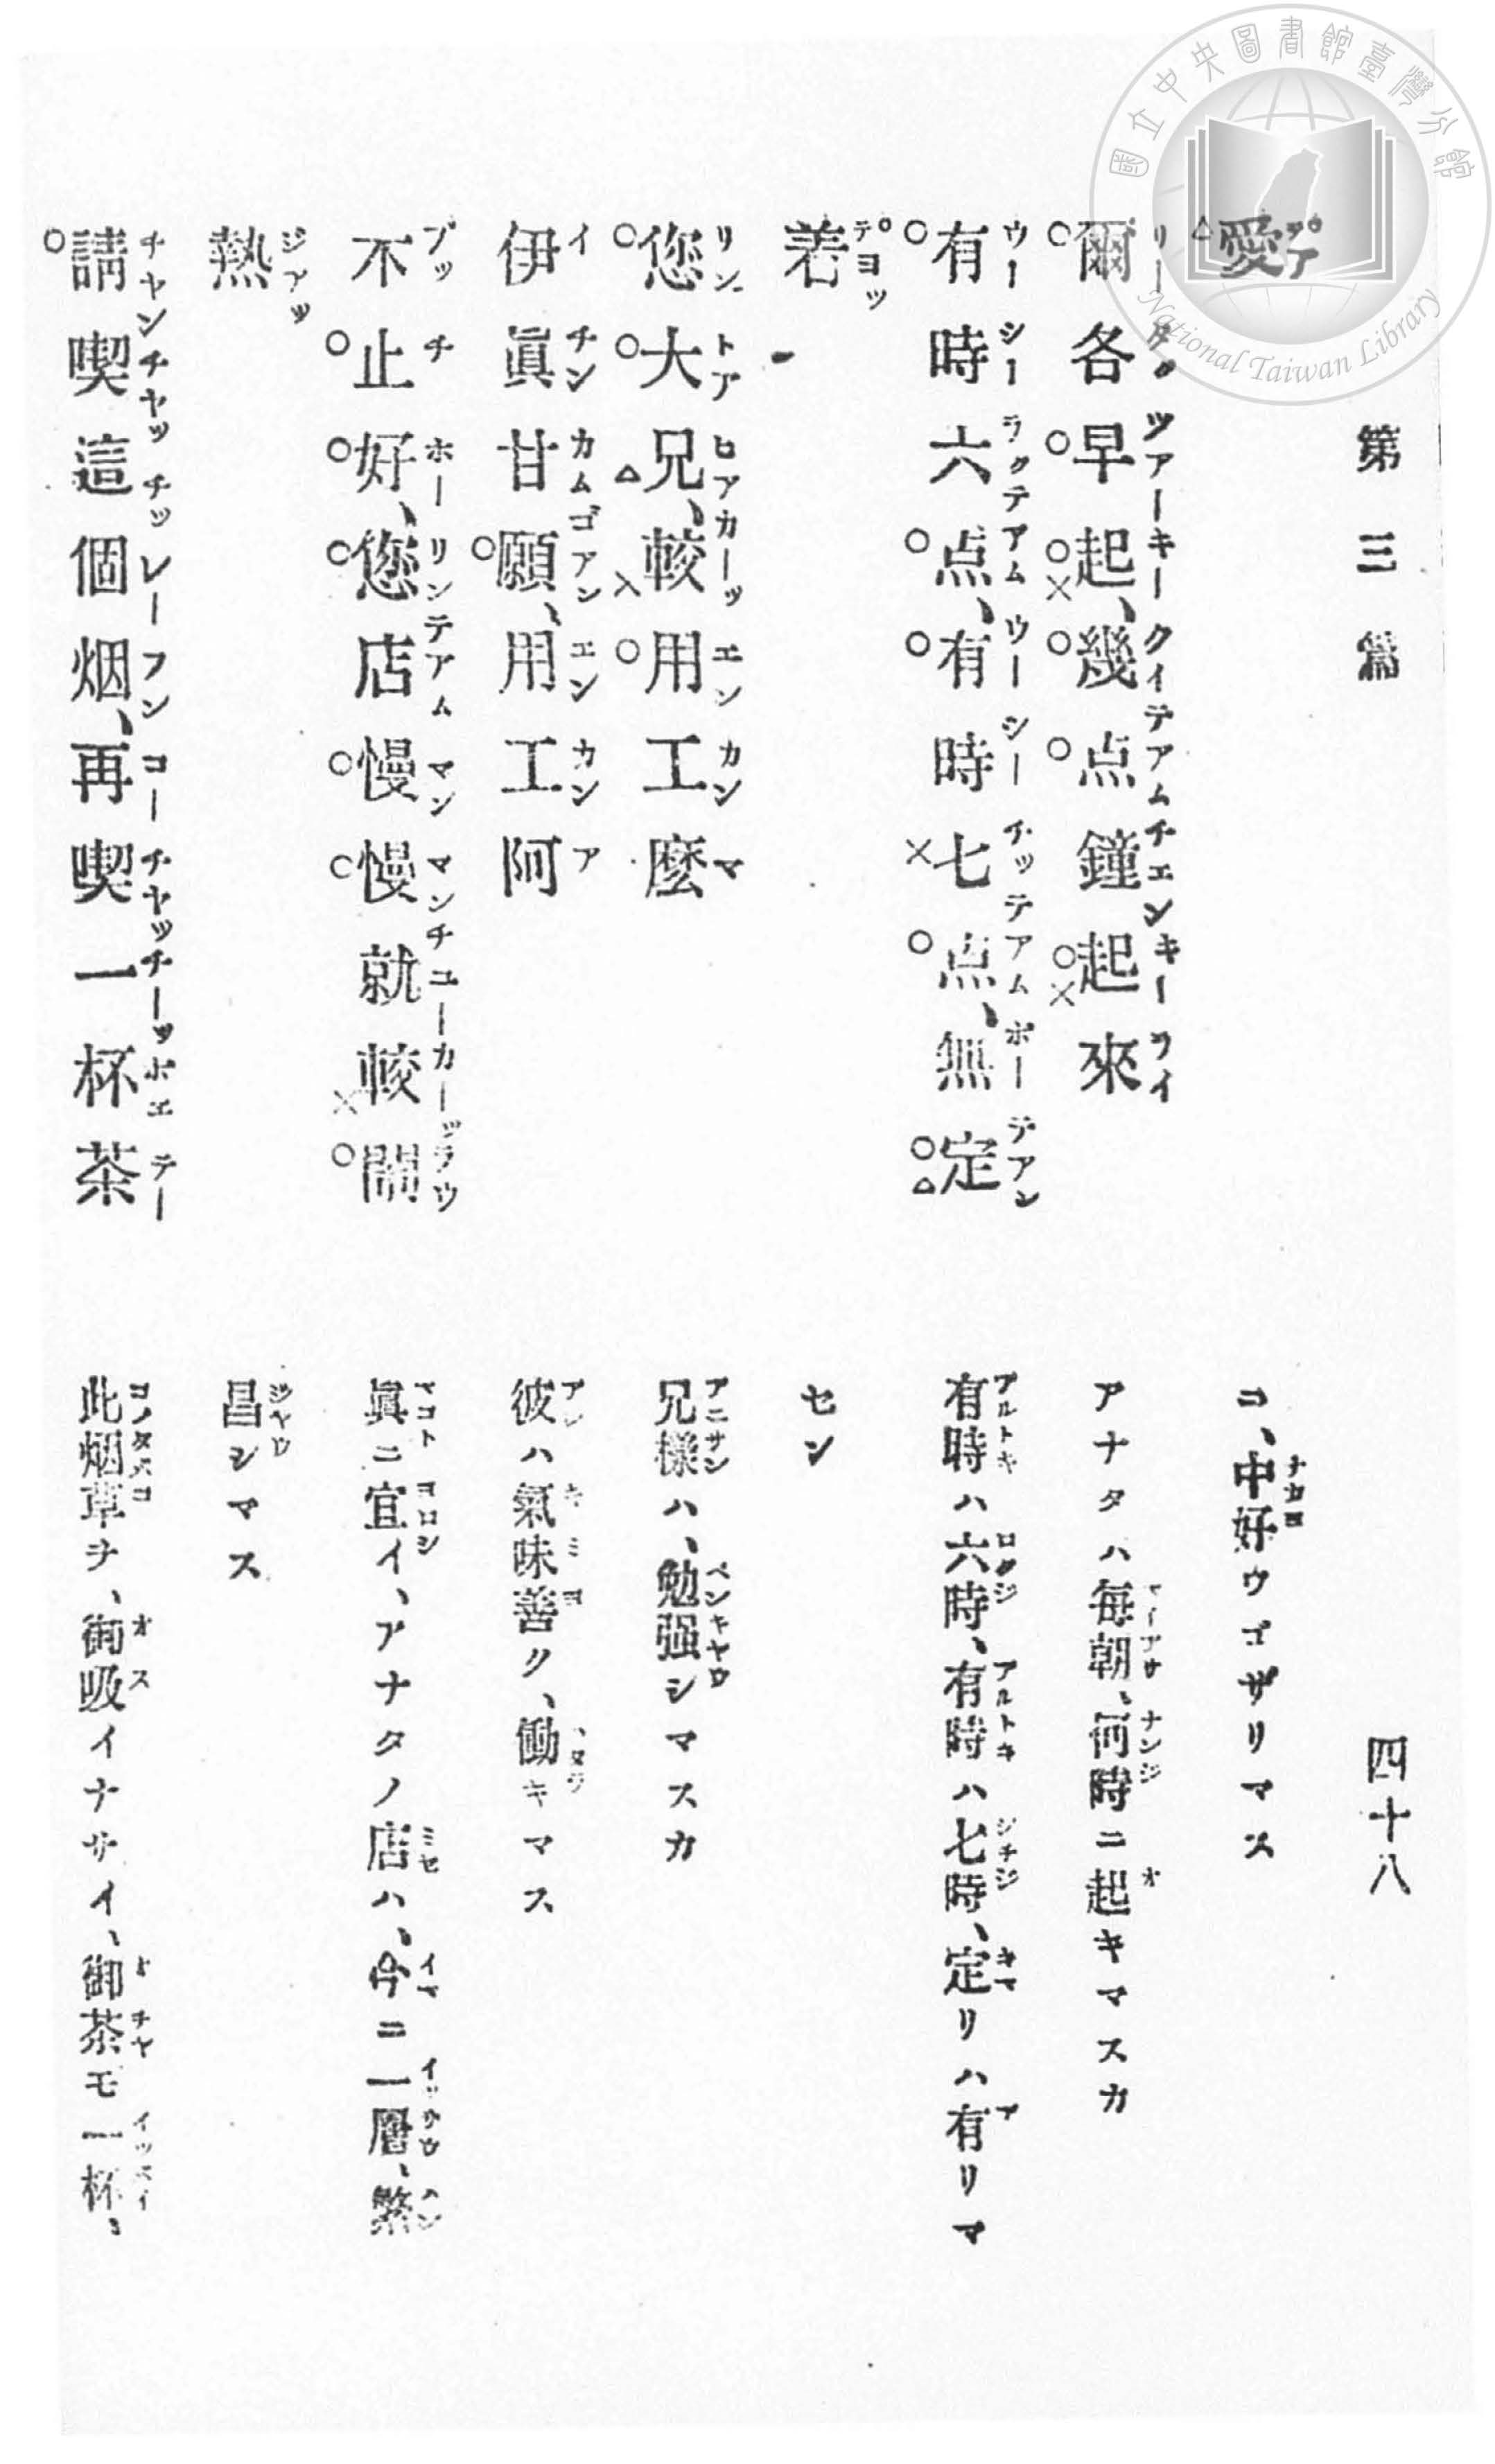 第三篇
四十八
愛
爾各早起、幾点鐘起來
有時六点、有時七点、無定
着
您大兄、較用工麼
伊眞甘願、用工阿
不止好、您店慢慢就較鬧
熱
請喫這個烟、再喫一杯茶
コ、中好ウゴザリマス
アナタハ毎朝、何時ニ起キマスカ
有時ハ六時、有時ハ七時、定リハ有リマ
セン
兄樣ハ、勉强シマスカ
彼ハ氣味善ク、働キマス
眞ニ宜イ、アナタノ店ハ、今ニ一層、繁
昌シマス
此烟草ヲ、御吸イナサイ、御茶モ一杯、
國立中央圖書館臺灣分館
National Taiwan Library